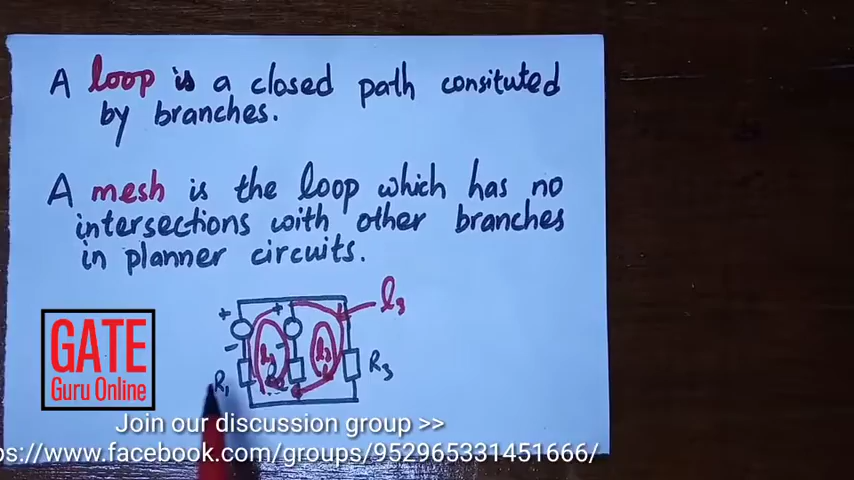 A loop is a closed path consituted
by branches.
A mesh is the loop which has no
intersections with other branches
in planner circuits.
l3
+ +
- -
R1
R3
GATE
Guru Online
Join our discussion group >>
ps://www.facebook.com/groups/952965331451666/